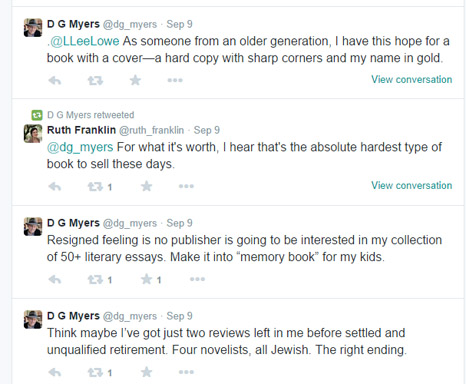 D G Myers @dg_myers · Sep 9
.@LLeeLowe As someone from an older generation, I have this hope for a
book with a cover—a hard copy with sharp corners and my name in gold.
View conversation
D G Myers retweeted
Ruth Franklin @ruth_franklin · Sep 9
@dg_myers For what it's worth, I hear that's the absolute hardest type of
book to sell these days.
1
View conversation
D G Myers @dg_myers · Sep 9
Resigned feeling is no publisher is going to be interested in my collection
of 50+ literary essays. Make it into “memory book” for my kids.
1 1
D G Myers @dg_myers · Sep 9
Think maybe I've got just two reviews left in me before settled and
unqualified retirement. Four novelists, all Jewish. The right ending.
1